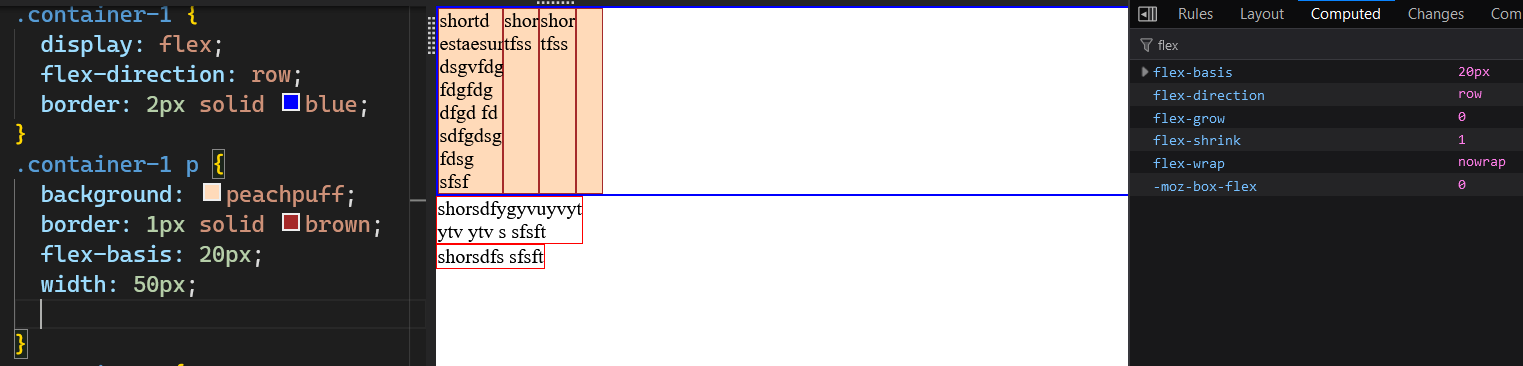 .container-1 {
display: flex;
flex-direction: row;
border: 2px solid blue;
}
.container-1 p {
background: peachpuff;
border: 1px solid brown;
flex-basis: 20px;
width: 50px;
}
shortd
estaesur
dsgvfdg
fdgfdg
dfgd fd
sdfgdsg
fdsg
sfsf
shor
tfss
shor
tfss
shorsdfygyvuyvyt
ytv ytv s sfsft
shorsdfs sfsft
Rules Layout Computed Changes Com
flex
flex-basis 20px
flex-direction row
flex-grow 0
flex-shrink 1
flex-wrap nowrap
-moz-box-flex 0